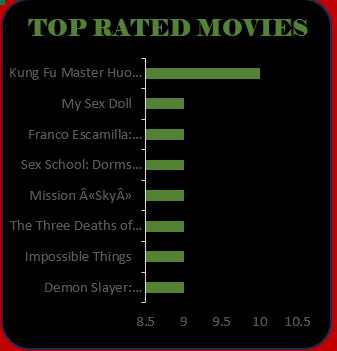 TOP RATED MOVIES
Kung Fu Master Huo...
My Sex Doll
Franco Escamilla:...
Sex School: Dorms...
Mission Â«SkyÂ»
The Three Deaths of...
Impossible Things
Demon Slayer:...
8.5 9 9.5 10 10.5